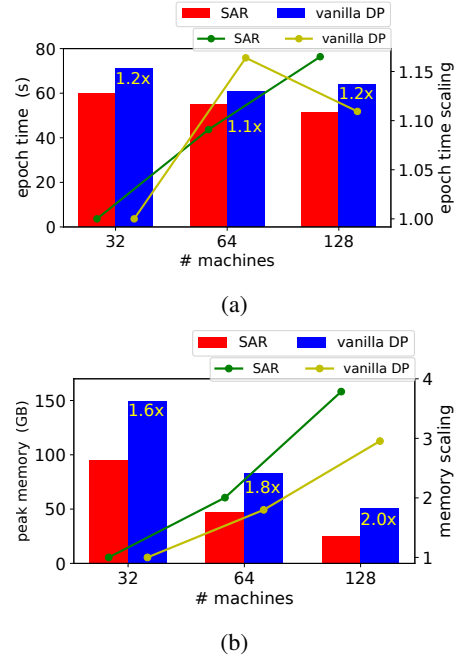 SAR vanilla DP
SAR vanilla DP
80
60
40
20
0
epoch time (s)
1.2x
1.1x
1.2x
1.15
1.10
1.05
1.00
epoch time scaling
32 64 128
# machines
(a)
SAR vanilla DP
SAR vanilla DP
150
100
50
0
peak memory (GB)
1.6x
1.8x
2.0x
4
3
2
1
memory scaling
32 64 128
# machines
(b)